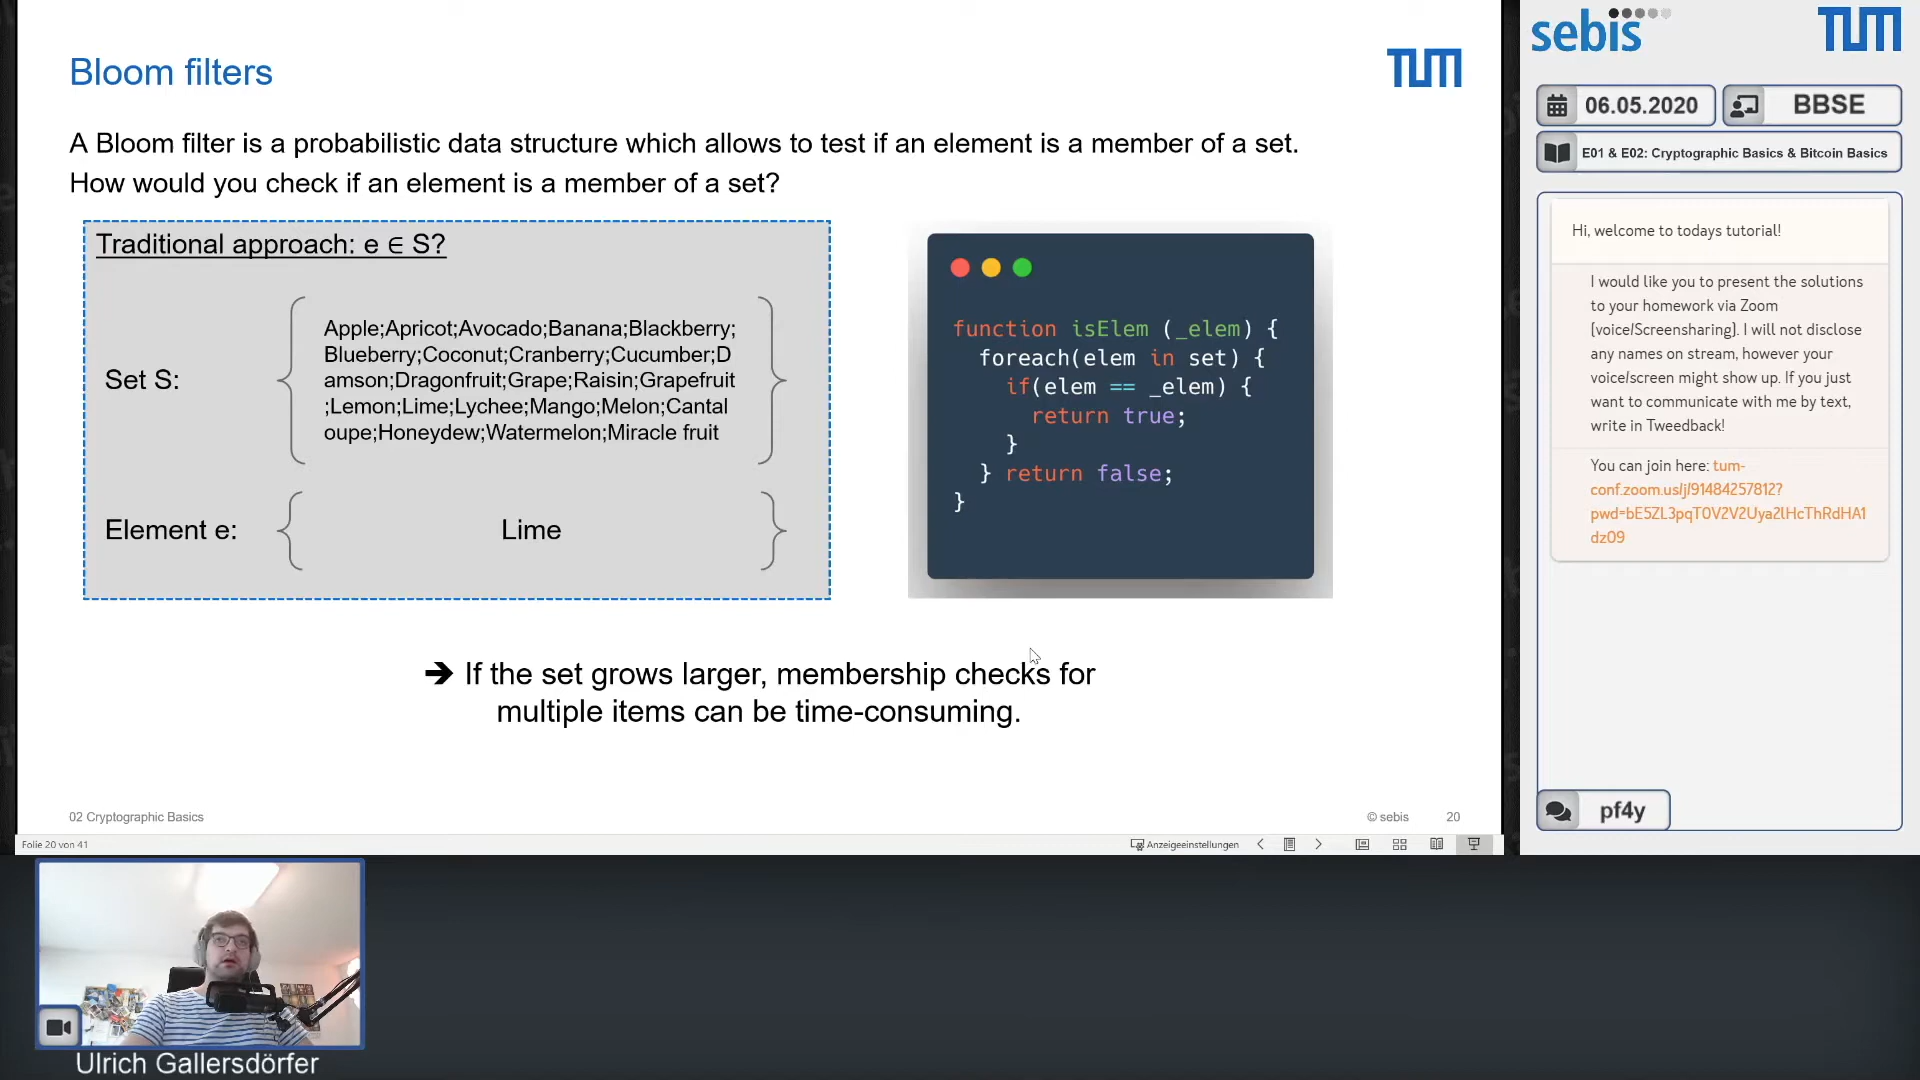 Bloom filters
TUM
A Bloom filter is a probabilistic data structure which allows to test if an element is a member of a set.
How would you check if an element is a member of a set?
Traditional approach: e ∈ S?
Set S:
Apple;Apricot;Avocado;Banana;Blackberry;
Blueberry;Coconut;Cranberry;Cucumber;D
amson;Dragonfruit;Grape;Raisin;Grapefruit
;Lemon;Lime;Lychee;Mango;Melon;Cantal
oupe;Honeydew;Watermelon;Miracle fruit
Element e:
Lime
function isElem (_elem) {
foreach(elem in set) {
if(elem == _elem) {
return true;
}
} return false;
}
➔ If the set grows larger, membership checks for
multiple items can be time-consuming.
02 Cryptographic Basics
© sebis
20
Folie 20 von 41
Anzeigeeinstellungen
sebis
TUM
06.05.2020
BBSE
E01 & E02: Cryptographic Basics & Bitcoin Basics
Hi, welcome to todays tutorial!
I would like you to present the solutions
to your homework via Zoom
(voice/Screensharing). I will not disclose
any names on stream, however your
voice/screen might show up. If you just
want to communicate with me by text,
write in Tweedback!
You can join here: tum-
conf.zoom.us/j/91484257812?
pwd=bE5ZL3pqT0V2V2Uya2lHcThRdHA1
dz09
pf4y
Ulrich Gallersdörfer